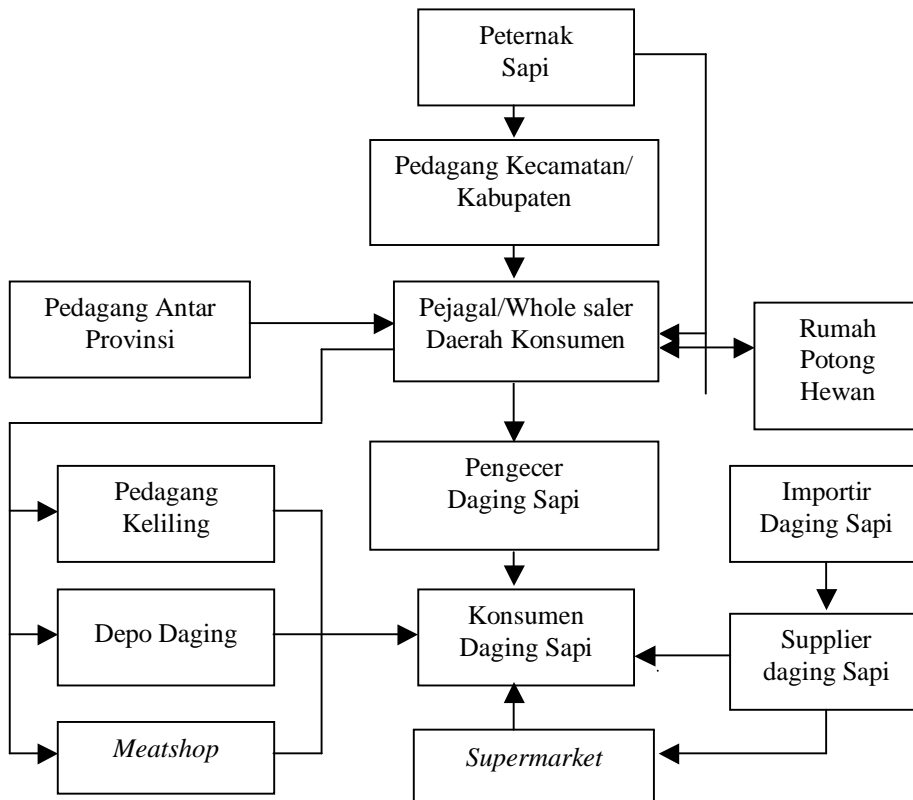 Peternak
Sapi
Pedagang Kecamatan/
Kabupaten
Pedagang Antar
Provinsi
Pejagal/Whole saler
Daerah Konsumen
Rumah
Potong
Hewan
Pedagang
Keliling
Pengecer
Daging Sapi
Importir
Daging Sapi
Depo Daging
Konsumen
Daging Sapi
Supplier
daging Sapi
Meatshop
Supermarket